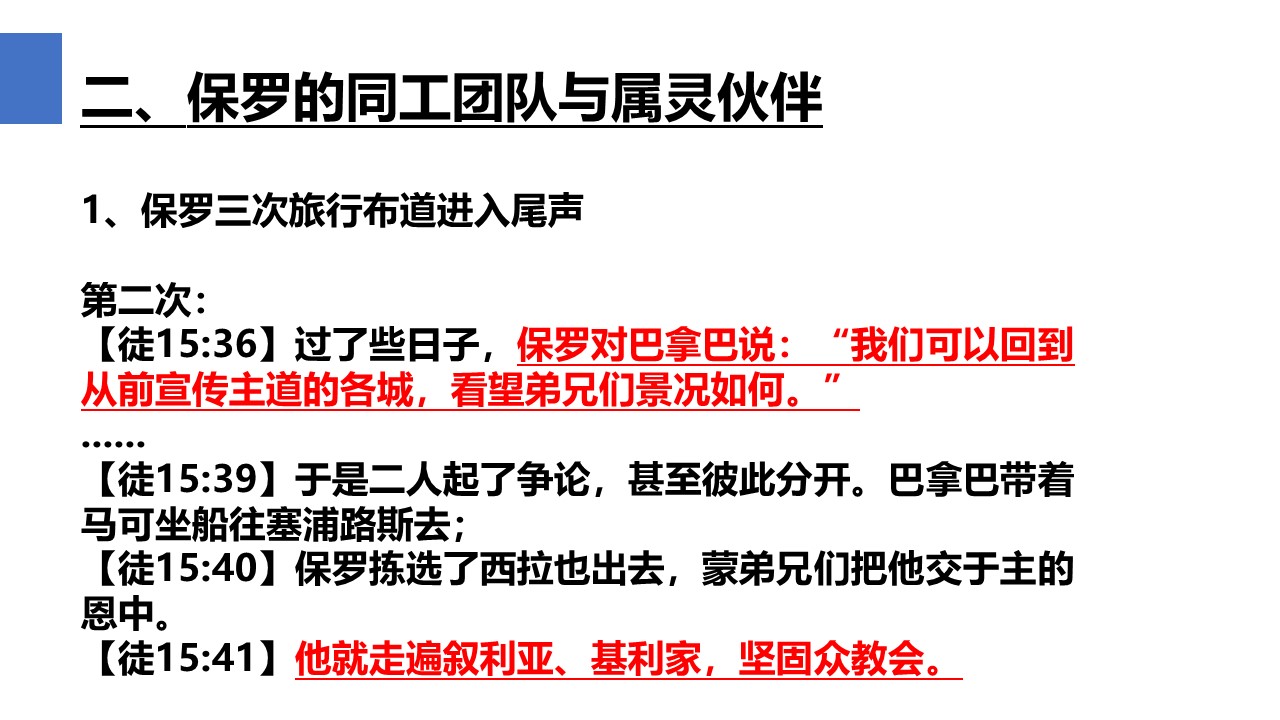 二、保罗的同工团队与属灵伙伴
1、保罗三次旅行布道进入尾声
第二次：
【徒15:36】过了些日子，保罗对巴拿巴说：“我们可以回到
从前宣传主道的各城，看望弟兄们景况如何。”
……
【徒15:39】于是二人起了争论，甚至彼此分开。巴拿巴带着
马可坐船往塞浦路斯去；
【徒15:40】保罗拣选了西拉也出去，蒙弟兄们把他交于主的
恩中。
【徒15:41】他就走遍叙利亚、基利家，坚固众教会。